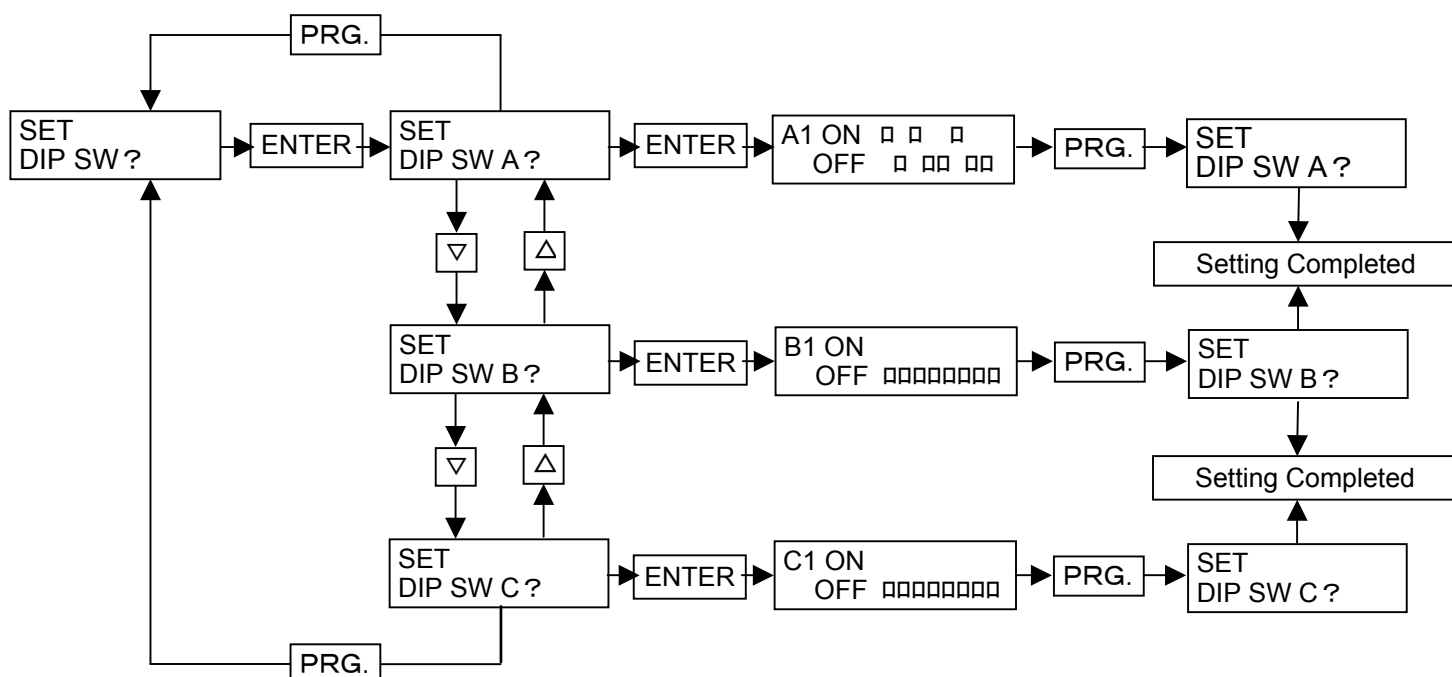 PRG.
SET
DIP SW?
ENTER
SET
DIP SW A?
ENTER
A1 ON
OFF
PRG.
SET
DIP SW A?
▽
△
Setting Completed
SET
DIP SW B?
ENTER
B1 ON
OFF
PRG.
SET
DIP SW B?
▽
△
Setting Completed
SET
DIP SW C?
ENTER
C1 ON
OFF
PRG.
SET
DIP SW C?
PRG.